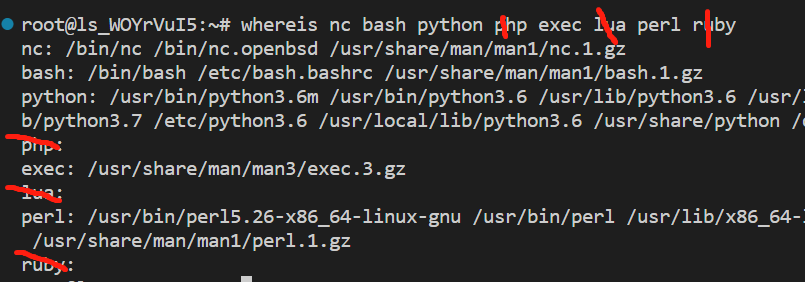 root@ls_WOYrVuI5:~# whereis nc bash python php exec lua perl ruby
nc: /bin/nc /bin/nc.openbsd /usr/share/man/man1/nc.1.gz
bash: /bin/bash /etc/bash.bashrc /usr/share/man/man1/bash.1.gz
python: /usr/bin/python3.6m /usr/bin/python3.6 /usr/lib/python3.6 /usr/l
b/python3.7 /etc/python3.6 /usr/local/lib/python3.6 /usr/share/python /
php:
exec: /usr/share/man/man3/exec.3.gz
lua:
perl: /usr/bin/perl5.26-x86_64-linux-gnu /usr/bin/perl /usr/lib/x86_64-l
/usr/share/man/man1/perl.1.gz
ruby: